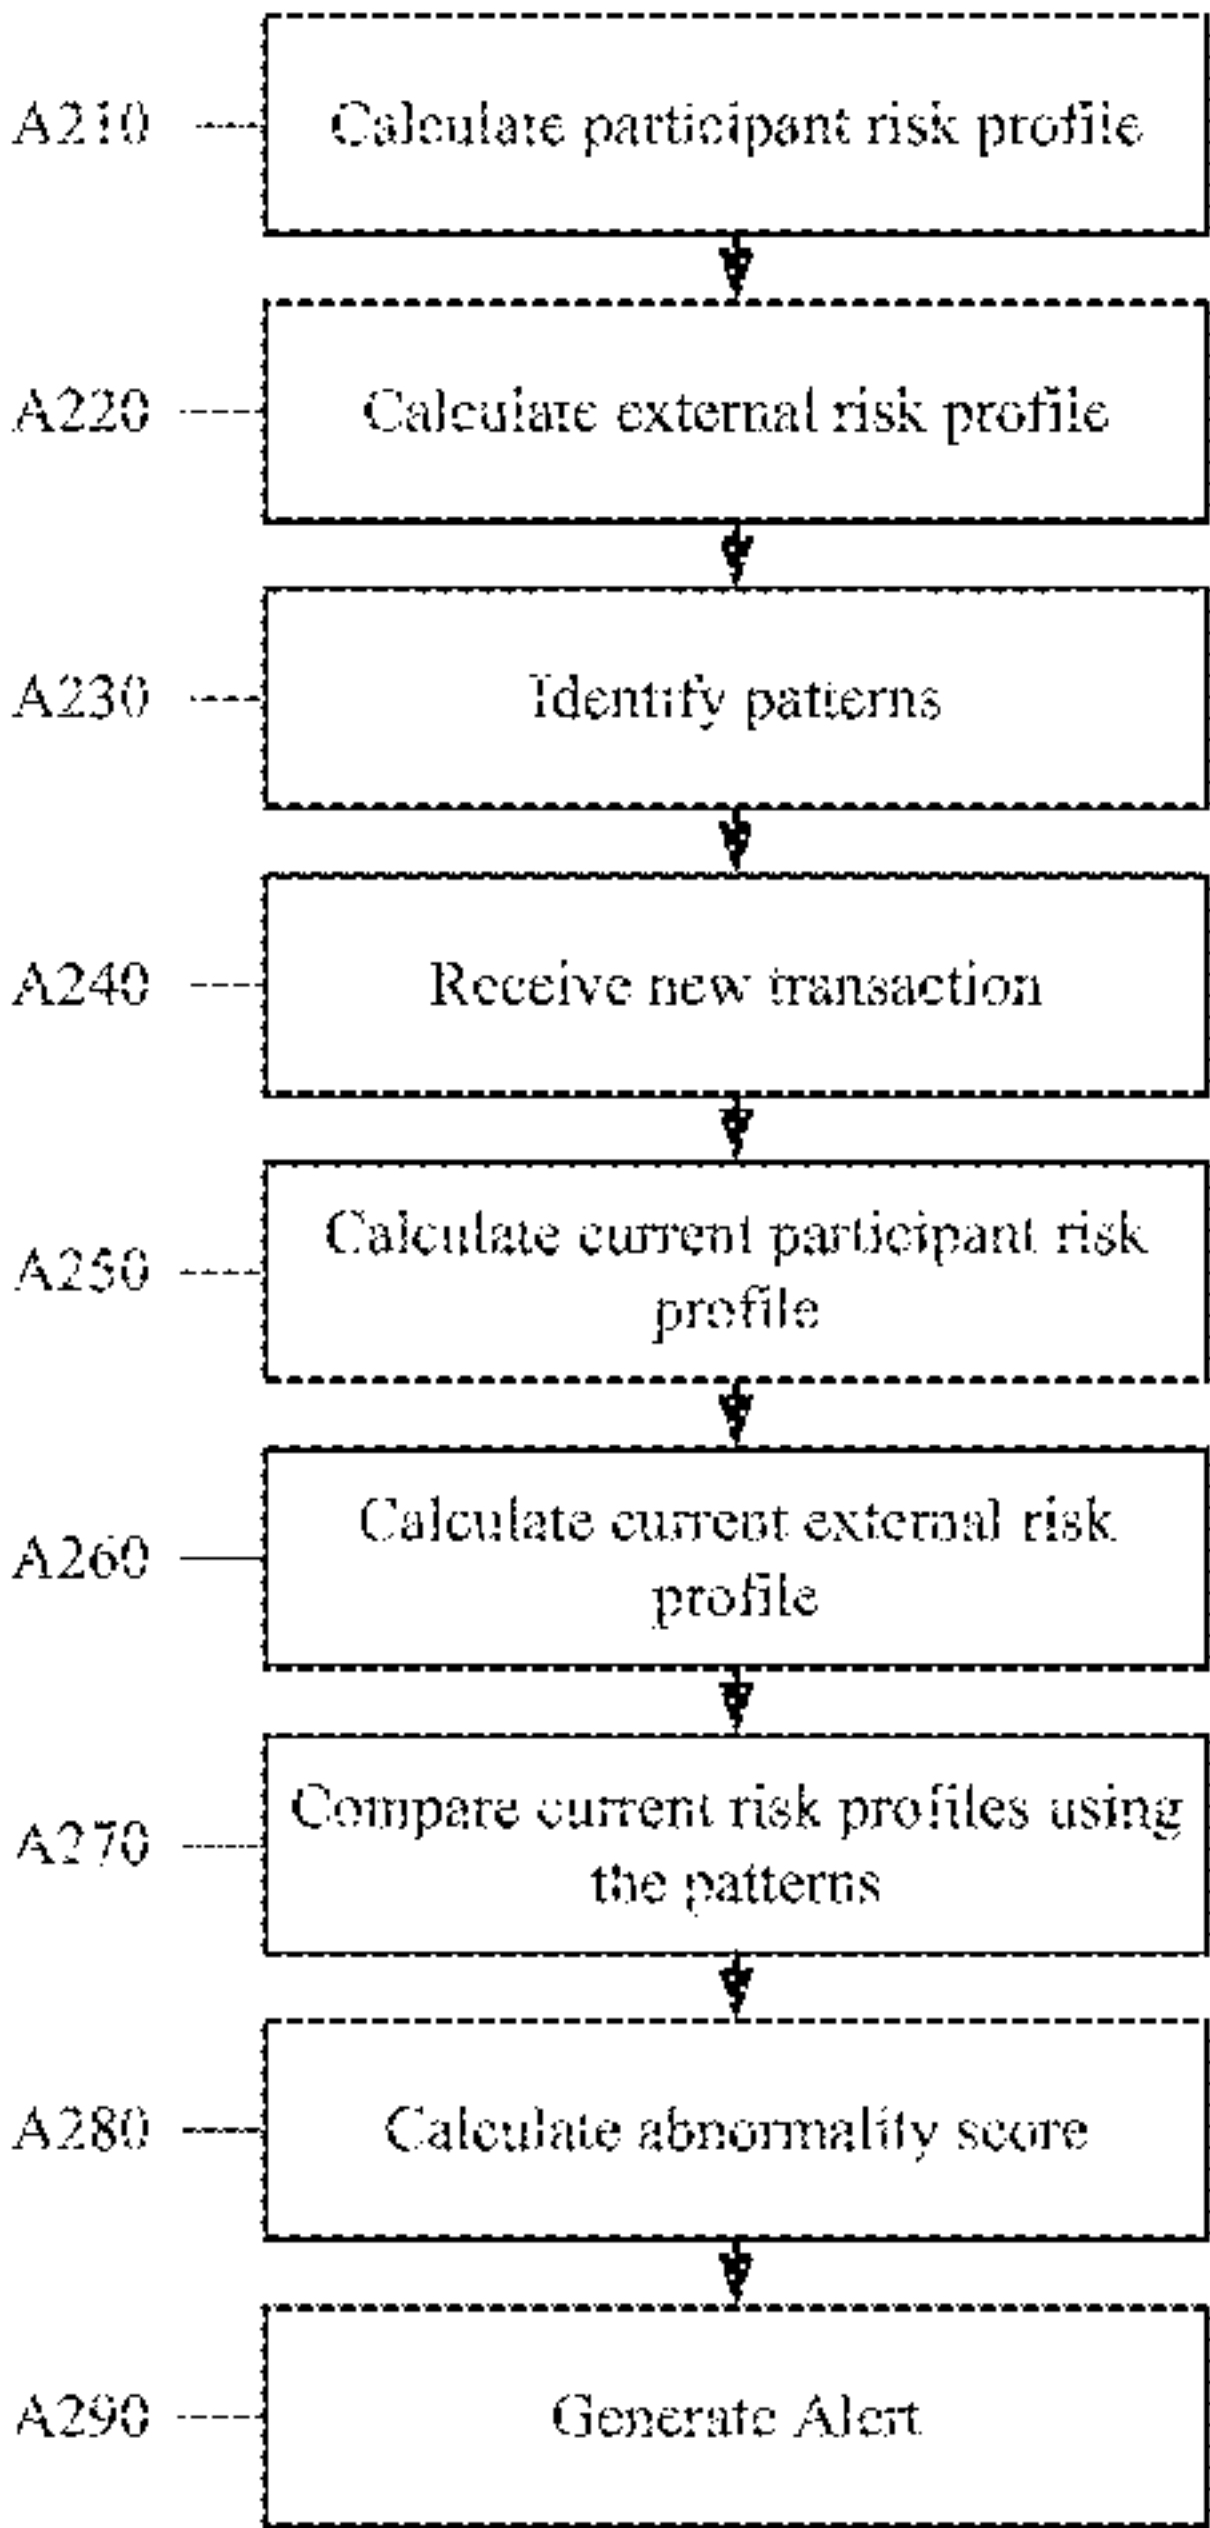 A210
Calculate participant risk profile
A220
Calculate external risk profile
A230
Identify patterns
A240
Receive new transaction
A250
Calculate current participant risk
profile
A260
Calculate current external risk
profile
A270
Compare current risk profiles using
the patterns
A280
Calculate abnormality score
A290
Generate Alert